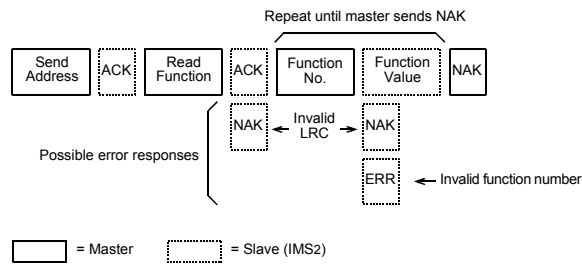 Repeat until master sends NAK
Send
Address
ACK
Read
Function
ACK
Function
No.
Function
Value
NAK
NAK
Invalid
LRC
NAK
Possible error responses
ERR
Invalid function number
= Master
= Slave (IMS2)